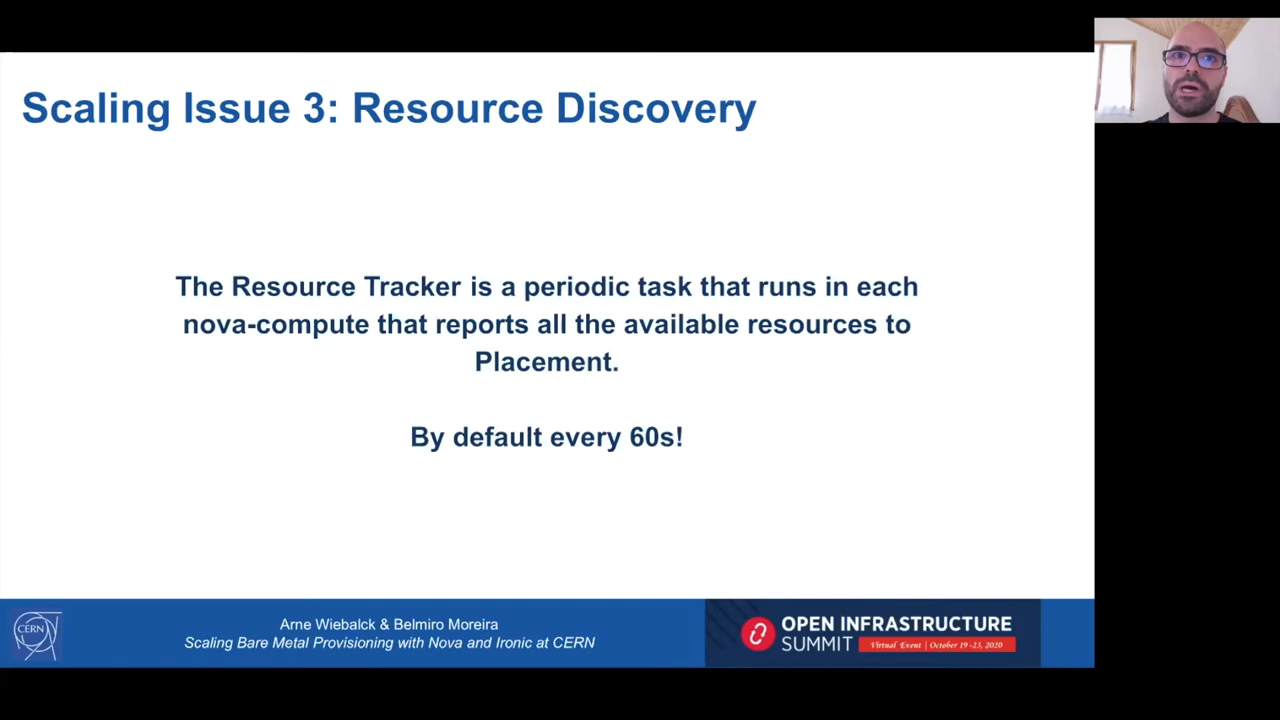 Scaling Issue 3: Resource Discovery
The Resource Tracker is a periodic task that runs in each
nova-compute that reports all the available resources to
Placement.
By default every 60s!
CERN
Arne Wiebalck & Belmiro Moreira
Scaling Bare Metal Provisioning with Nova and Ironic at CERN
OPEN INFRASTRUCTURE
SUMMIT
Virtual Event | October 19 -23, 2020